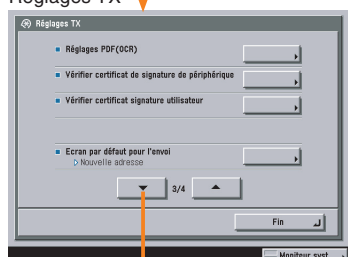 Réglages TX
Réglages TX
Réglages PDF(OCR)
Vérifier certificat de signature de périphérique
Vérifier certificat signature utilisateur
Ecran par défaut pour l'envoi
Nouvelle adresse
3/4
Fin
Moniteur syst.